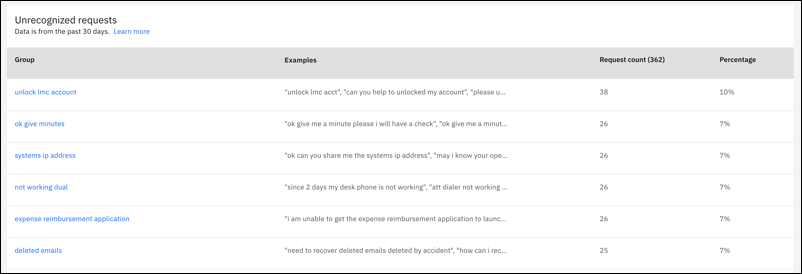 Unrecognized requests
Data is from the past 30 days. Learn more
Group Examples Request count (362) Percentage
unlock lmc account "unlock lmc acct", "can you help to unlocked my account", "please u... 38 10%
ok give minutes "ok give me a minute please i will have a check", "ok give me a minut... 26 7%
systems ip address "ok can you share me the systems ip address", "may i know your ope... 26 7%
not working dual "since 2 days my desk phone is not working", "att dialer not working ... 26 7%
expense reimbursement application "i am unable to get the expense reimbursement application to launc... 26 7%
deleted emails "need to recover deleted emails deleted by accident", "how can i rec... 25 7%